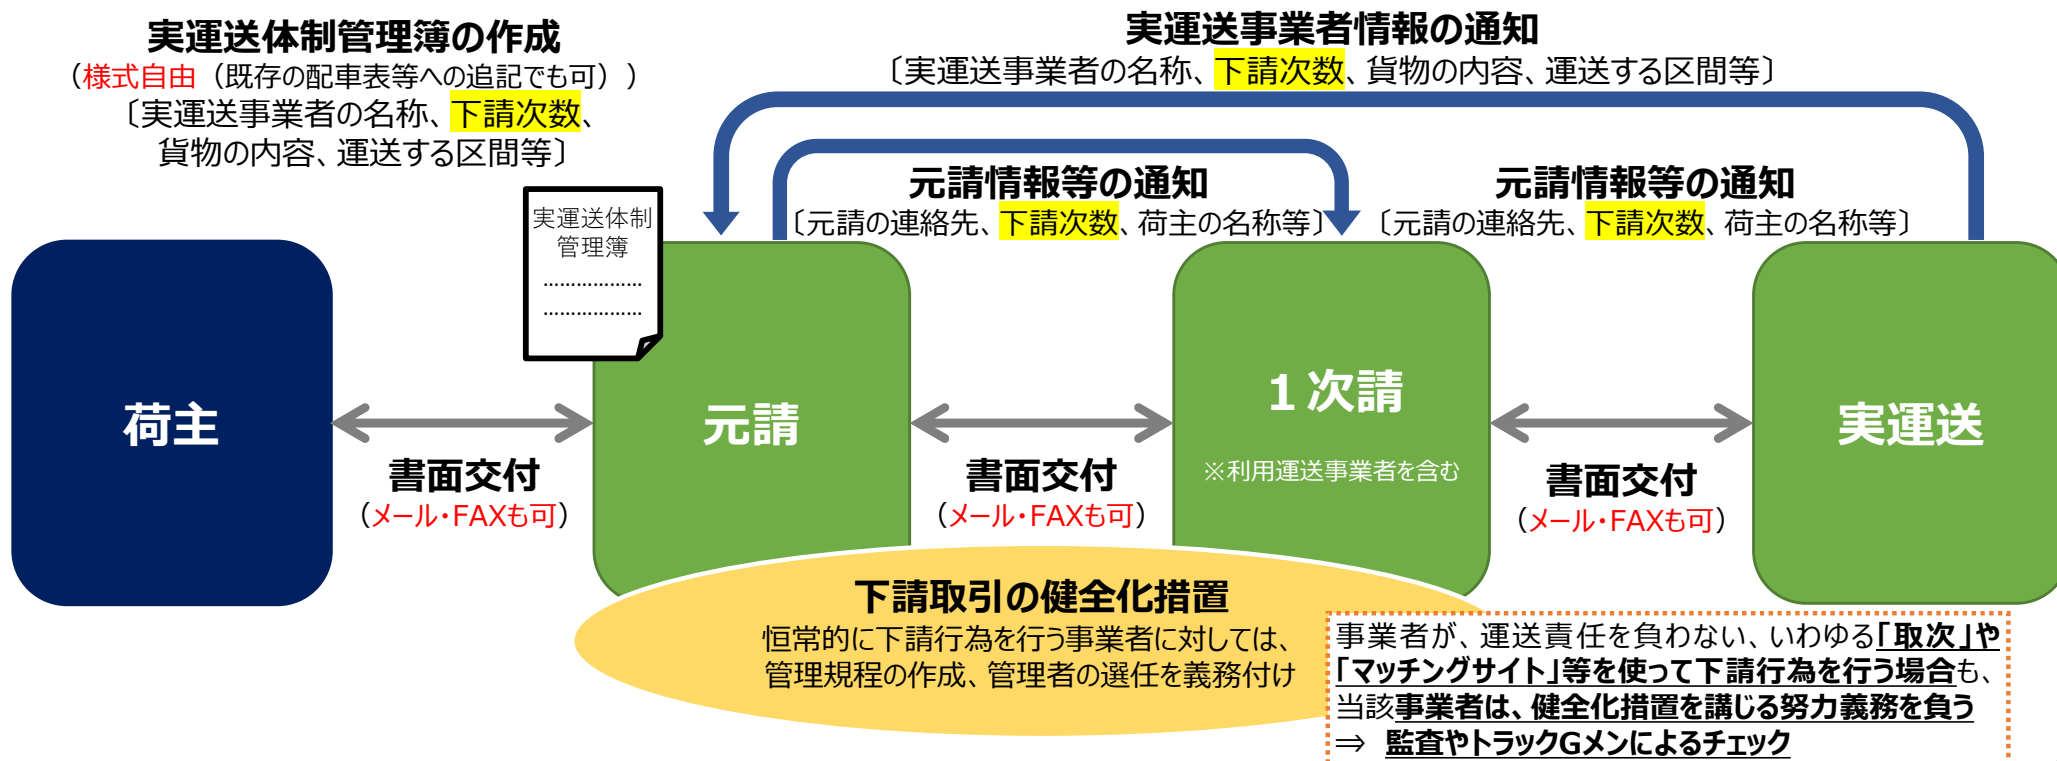 実運送体制管理簿の作成
（様式自由（既存の配車表等への追記でも可））
〔実運送事業者の名称、下請次数、
貨物の内容、運送する区間等〕
実運送事業者情報の通知
〔実運送事業者の名称、下請次数、貨物の内容、運送する区間等〕
元請情報等の通知
〔元請の連絡先、下請次数、荷主の名称等〕
元請情報等の通知
〔元請の連絡先、下請次数、荷主の名称等〕
実運送体制
管理簿
………………
………………
荷主
元請
１次請
※利用運送事業者を含む
実運送
書面交付
（メール・FAXも可）
書面交付
（メール・FAXも可）
書面交付
（メール・FAXも可）
下請取引の健全化措置
恒常的に下請行為を行う事業者に対しては、
管理規程の作成、管理者の選任を義務付け
事業者が、運送責任を負わない、いわゆる「取次」や
「マッチングサイト」等を使って下請行為を行う場合も、
当該事業者は、健全化措置を講じる努力義務を負う
⇒ 監査やトラックGメンによるチェック